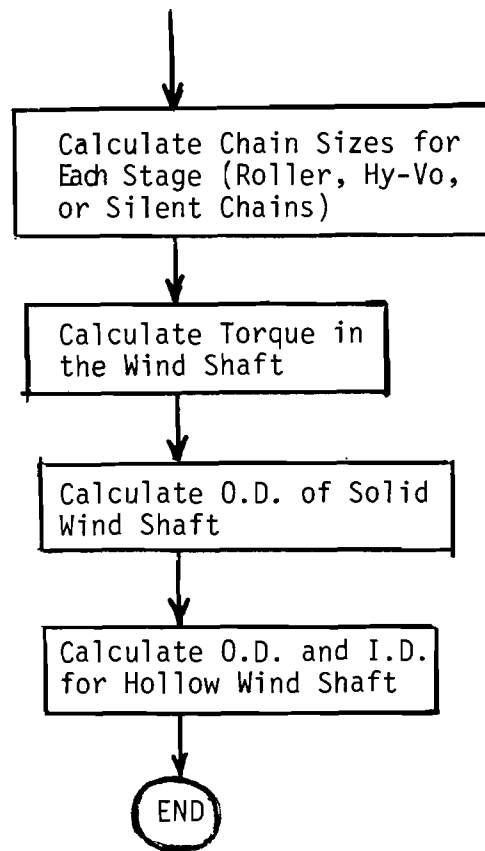 Calculate Chain Sizes for
Each Stage (Roller, Hy-Vo,
or Silent Chains)
Calculate Torque in
the Wind Shaft
Calculate O.D. of Solid
Wind Shaft
Calculate O.D. and I.D.
for Hollow Wind Shaft
END